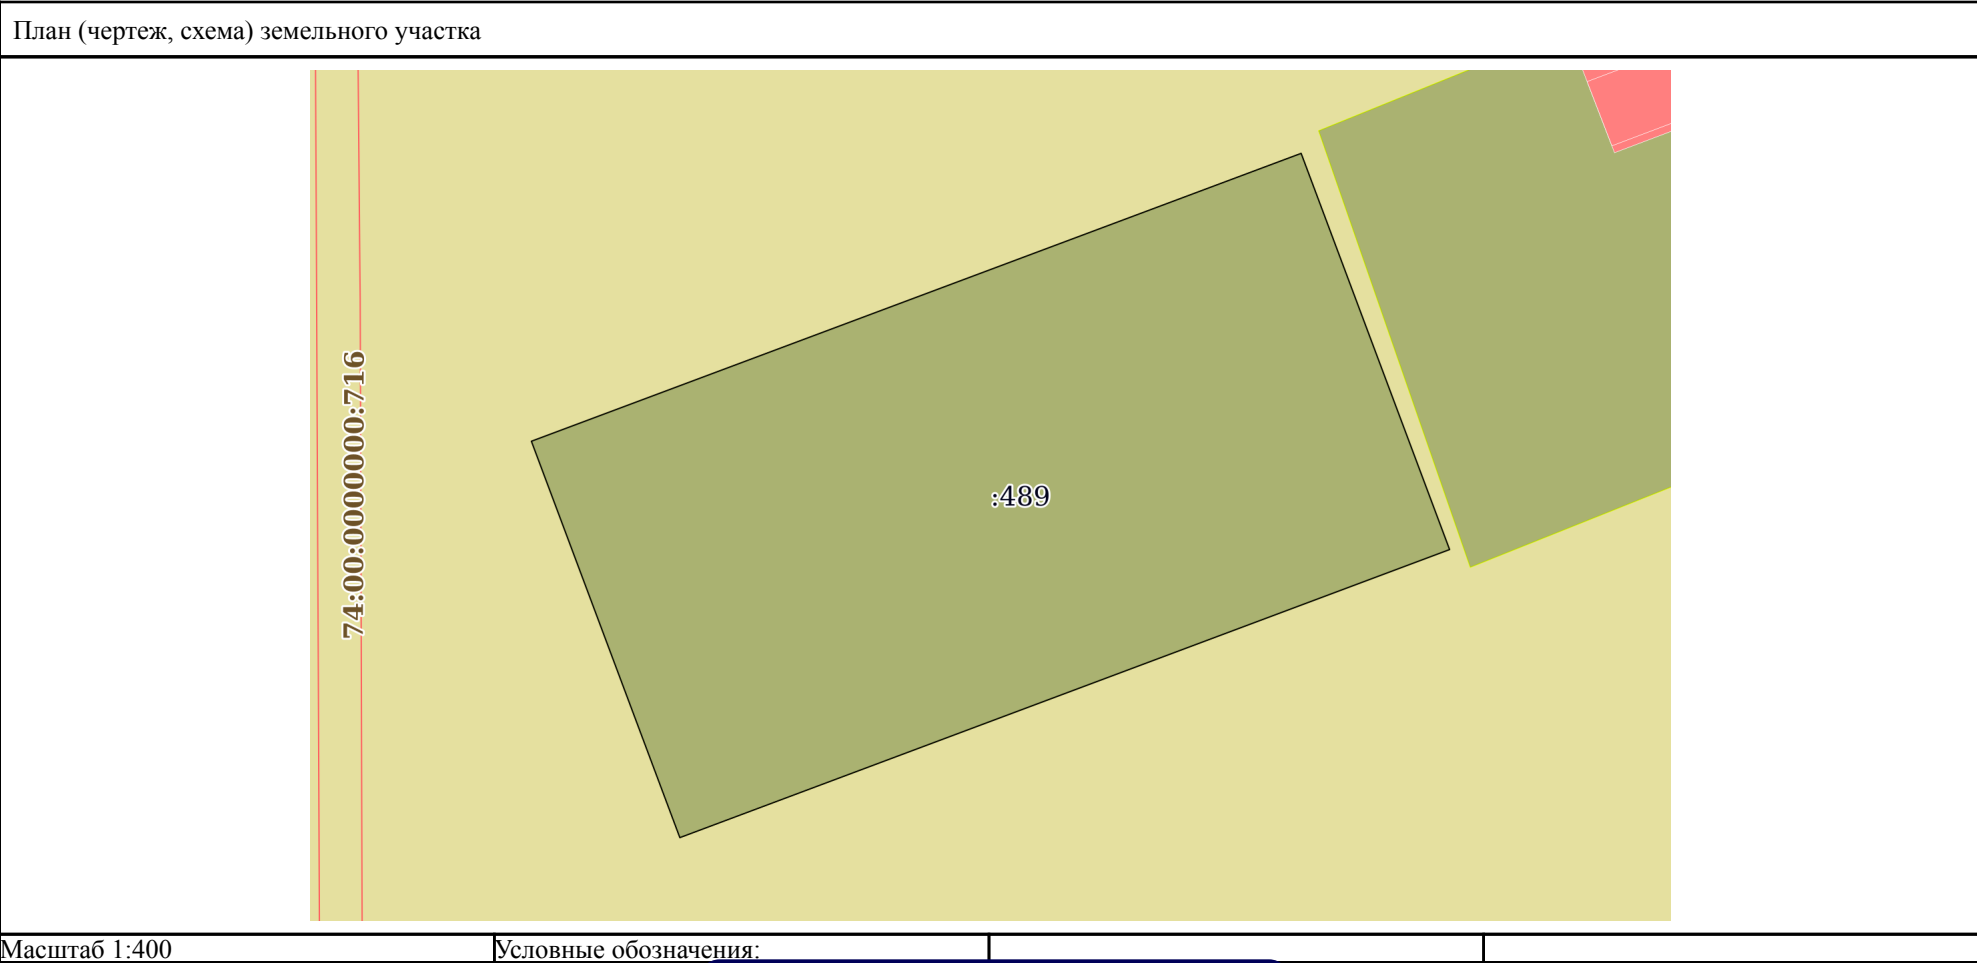 План (чертеж, схема) земельного участка
74:00:0000000:716
:489
Масштаб 1:400
Условные обозначения: